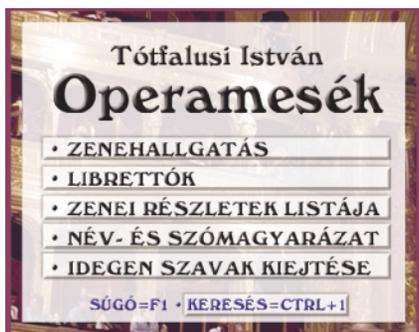 Tótfalusi István
Operamesék
• ZENEHALLGATÁS
• LIBRETTÓK
• ZENEI RÉSZLETEK LISTÁJA
• NÉV- ÉS SZÓMAGYARÁZAT
• IDEGEN SZAVAK KIEJTÉSE
SÚGÓ=F1 • KERESÉS=CTRL+1